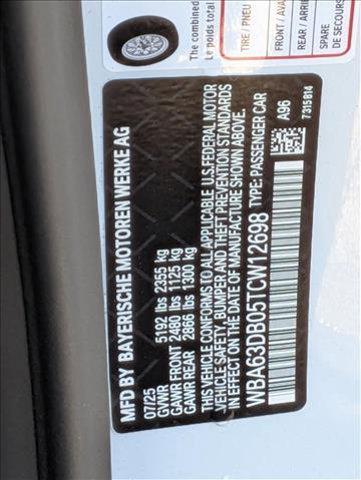 The combined
Le poids total
TIRE / PNEU
FRONT / AVA
REAR / ARRIÈ
SPARE
DE SECOURS
MFD BY BAYERISCHE MOTOREN WERKE AG
07/25
GVWR 5192 lbs 2355 kg
GAWR FRONT 2480 lbs 1125 kg
GAWR REAR 2866 lbs 1300 kg
THIS VEHICLE CONFORMS TO ALL APPLICABLE U.S.FEDERAL MOTOR
VEHICLE SAFETY, BUMPER AND THEFT PREVENTION STANDARDS
IN EFFECT ON THE DATE OF MANUFACTURE SHOWN ABOVE.
WBA63DB05TCW12698 TYPE: PASSENGER CAR
A96
7315814